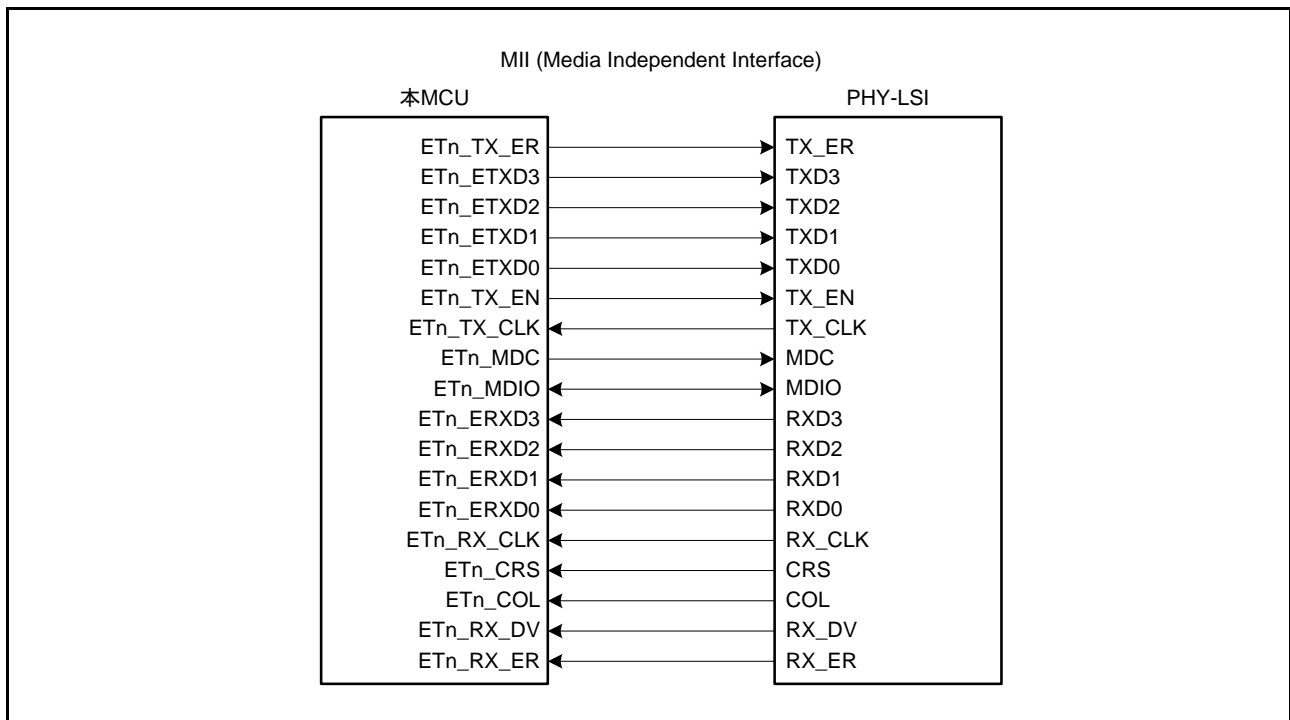 MII (Media Independent Interface)
本MCU PHY-LSI
ETn_TX_ER TX_ER
ETn_ETXD3 TXD3
ETn_ETXD2 TXD2
ETn_ETXD1 TXD1
ETn_ETXD0 TXD0
ETn_TX_EN TX_EN
ETn_TX_CLK TX_CLK
ETn_MDC MDC
ETn_MDIO MDIO
ETn_ERXD3 RXD3
ETn_ERXD2 RXD2
ETn_ERXD1 RXD1
ETn_ERXD0 RXD0
ETn_RX_CLK RX_CLK
ETn_CRS CRS
ETn_COL COL
ETn_RX_DV RX_DV
ETn_RX_ER RX_ER